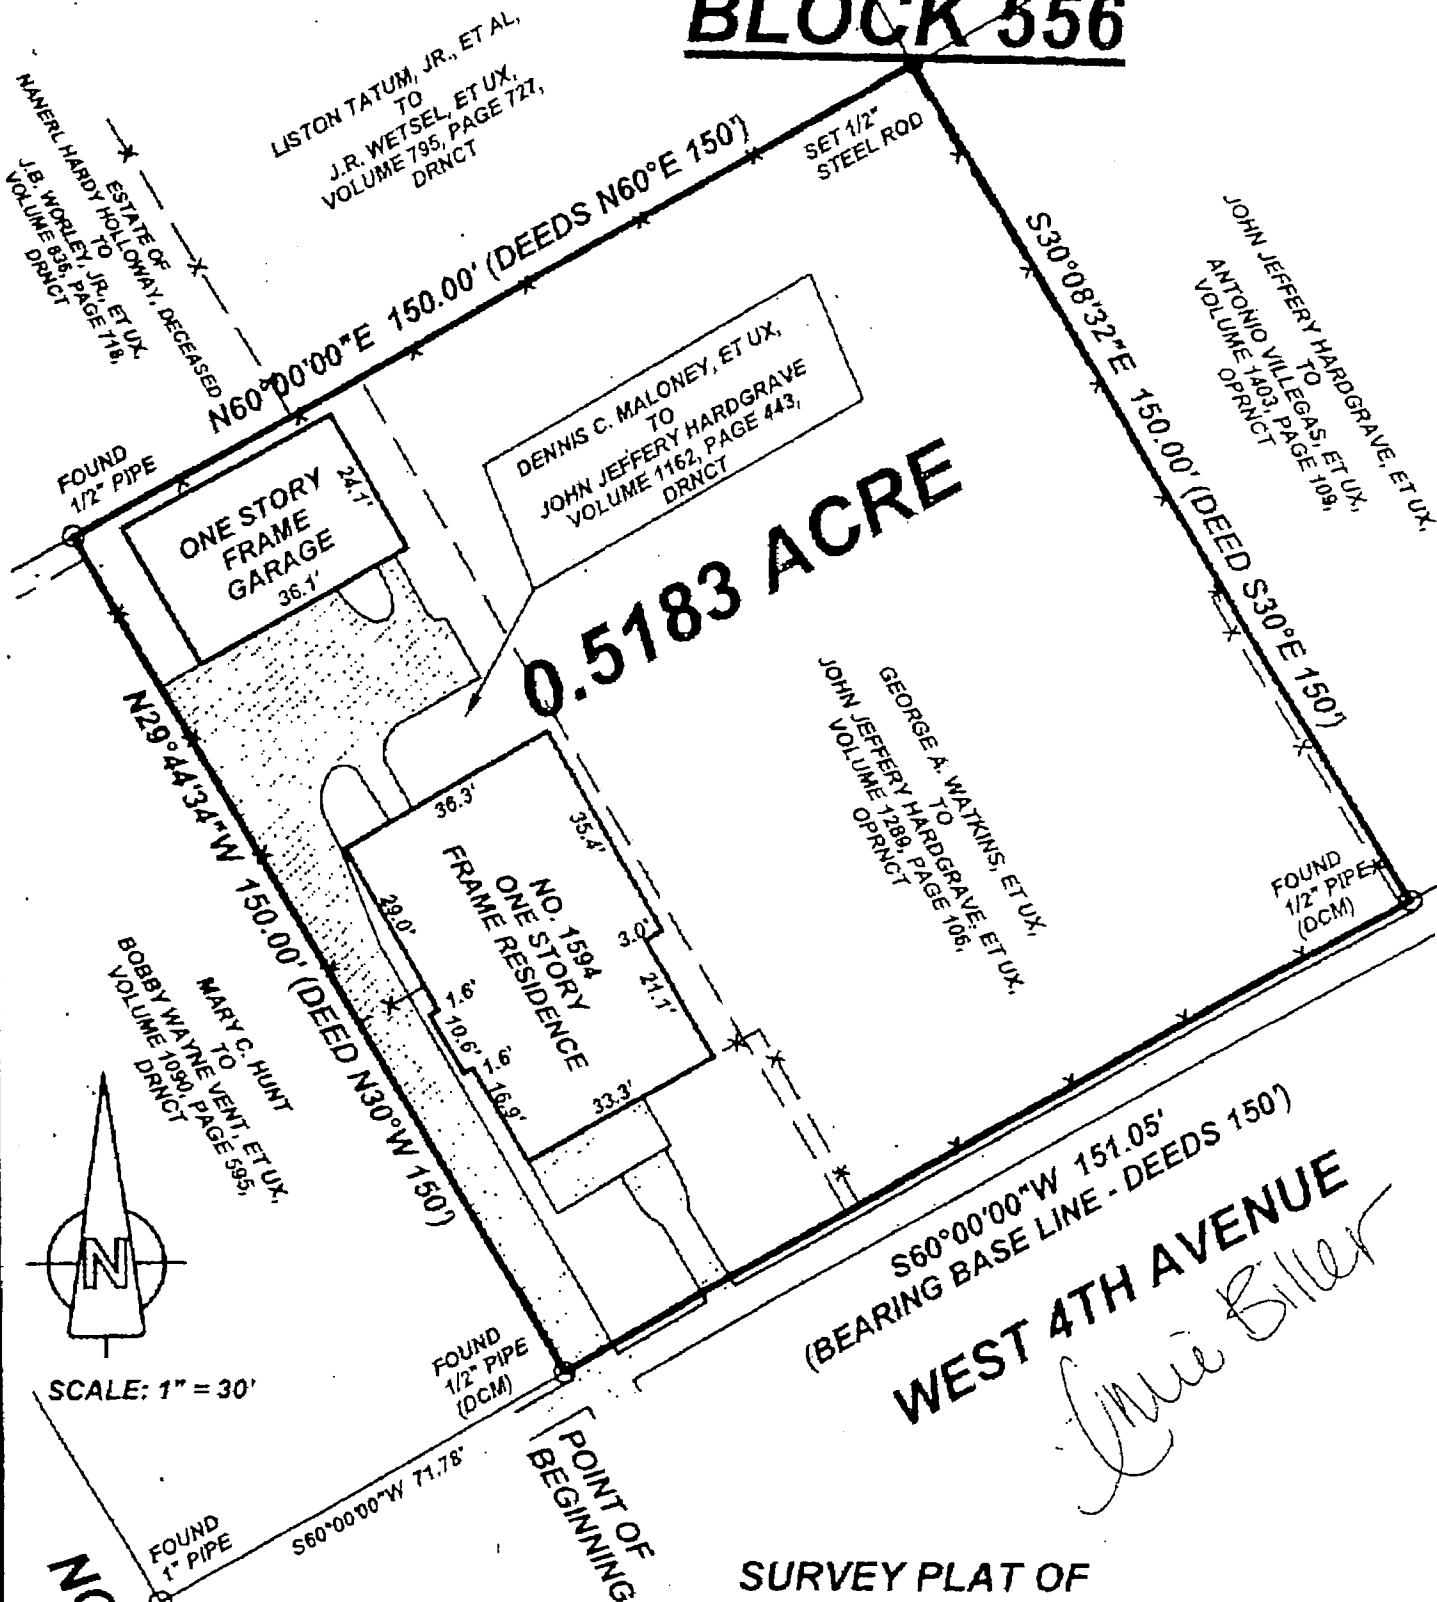 BLOCK 556
LISTON TATUM, JR., ET AL,
TO
J.R. WETSEL, ET UX,
VOLUME 795, PAGE 727,
DRNCT
ESTATE OF
NANERL HARDY HOLLOWAY, DECEASED
TO
J.B. WORLEY, JR., ET UX,
VOLUME 836, PAGE 718,
DRNCT
N60°00'00"E 150.00' (DEEDS N60°E 150')
SET 1/2"
STEEL ROD
FOUND
1/2" PIPE
S30°08'32"E 150.00' (DEED S30°E 150')
JOHN JEFFERY HARDGRAVE, ET UX,
TO
ANTONIO VILLEGAS, ET UX,
VOLUME 1403, PAGE 109,
OPRNCT
DENNIS C. MALONEY, ET UX,
TO
JOHN JEFFERY HARDGRAVE
VOLUME 1162, PAGE 443,
DRNCT
ONE STORY
FRAME
GARAGE
24.1'
36.1'
0.5183 ACRE
GEORGE A. WATKINS, ET UX,
TO
JOHN JEFFERY HARDGRAVE, ET UX,
VOLUME 1289, PAGE 106,
OPRNCT
N29°44'34"W 150.00' (DEED N30°W 150')
36.3'
35.4'
29.0'
NO. 1594
ONE STORY
FRAME RESIDENCE
3.0'
21.1'
1.6'
10.6'
1.6'
16.9'
33.3'
FOUND
1/2" PIPE
(DCM)
MARY C. HUNT
TO
BOBBY WAYNE VENT, ET UX,
VOLUME 1090, PAGE 595,
DRNCT
N
SCALE: 1" = 30'
S60°00'00"W 151.05'
(BEARING BASE LINE - DEEDS 150')
WEST 4TH AVENUE
FOUND
1/2" PIPE
(DCM)
POINT OF
BEGINNING
S60°00'00"W 71.78'
FOUND
1" PIPE
Biller
SURVEY PLAT OF